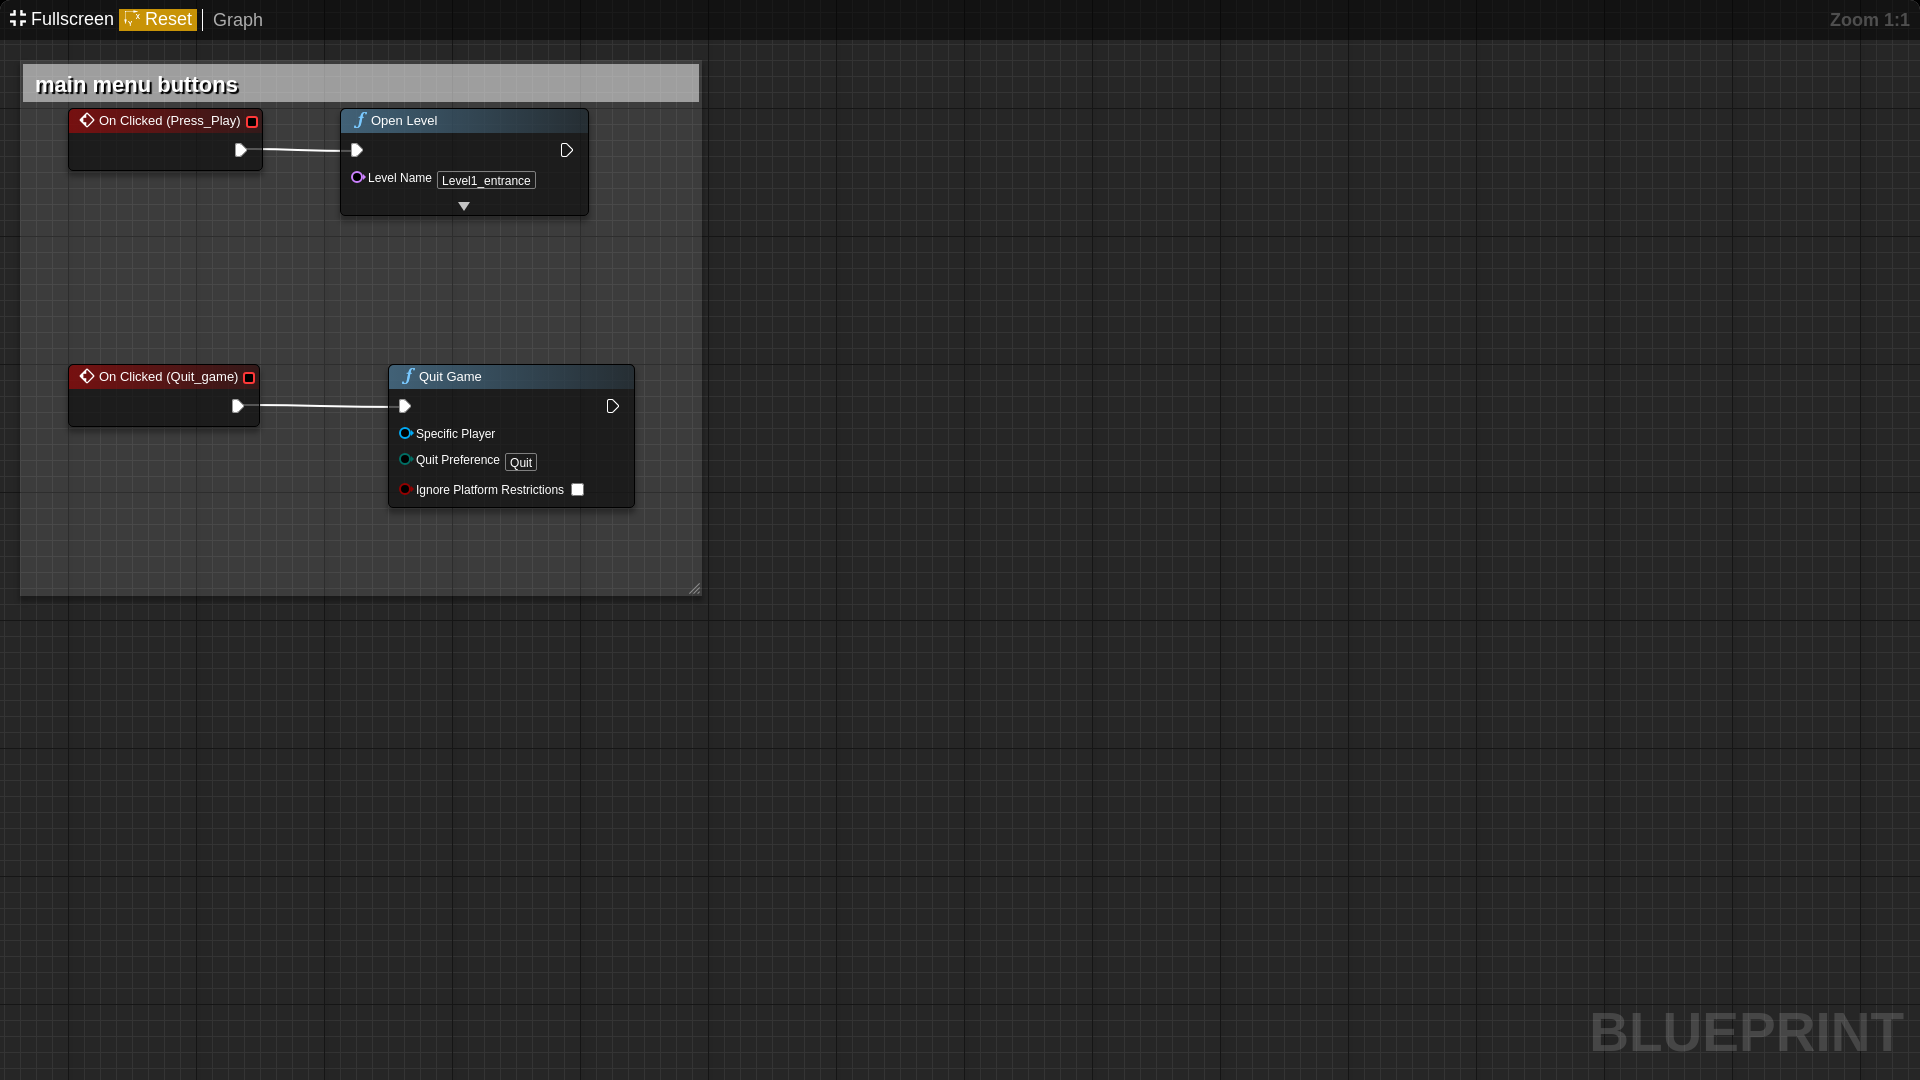 Fullscreen Reset Graph Zoom 1:1
main menu buttons
On Clicked (Press_Play)
Open Level
Level Name Level1_entrance
On Clicked (Quit_game)
Quit Game
Specific Player
Quit Preference Quit
Ignore Platform Restrictions
BLUEPRINT